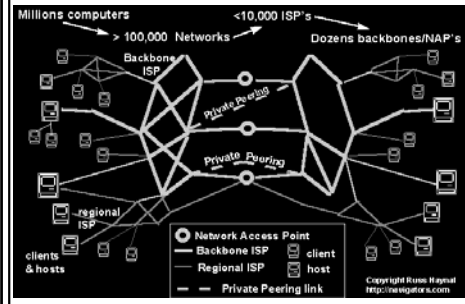 Millions computers
> 100,000 Networks
<10,000 ISP's
Dozens backbones/NAP's
Backbone
ISP
Private Peering
Private Peering
regional
ISP
clients
& hosts
Network Access Point
Backbone ISP
Regional ISP
client
host
Private Peering link
Copyright Russ Haynal
http://navigators.com